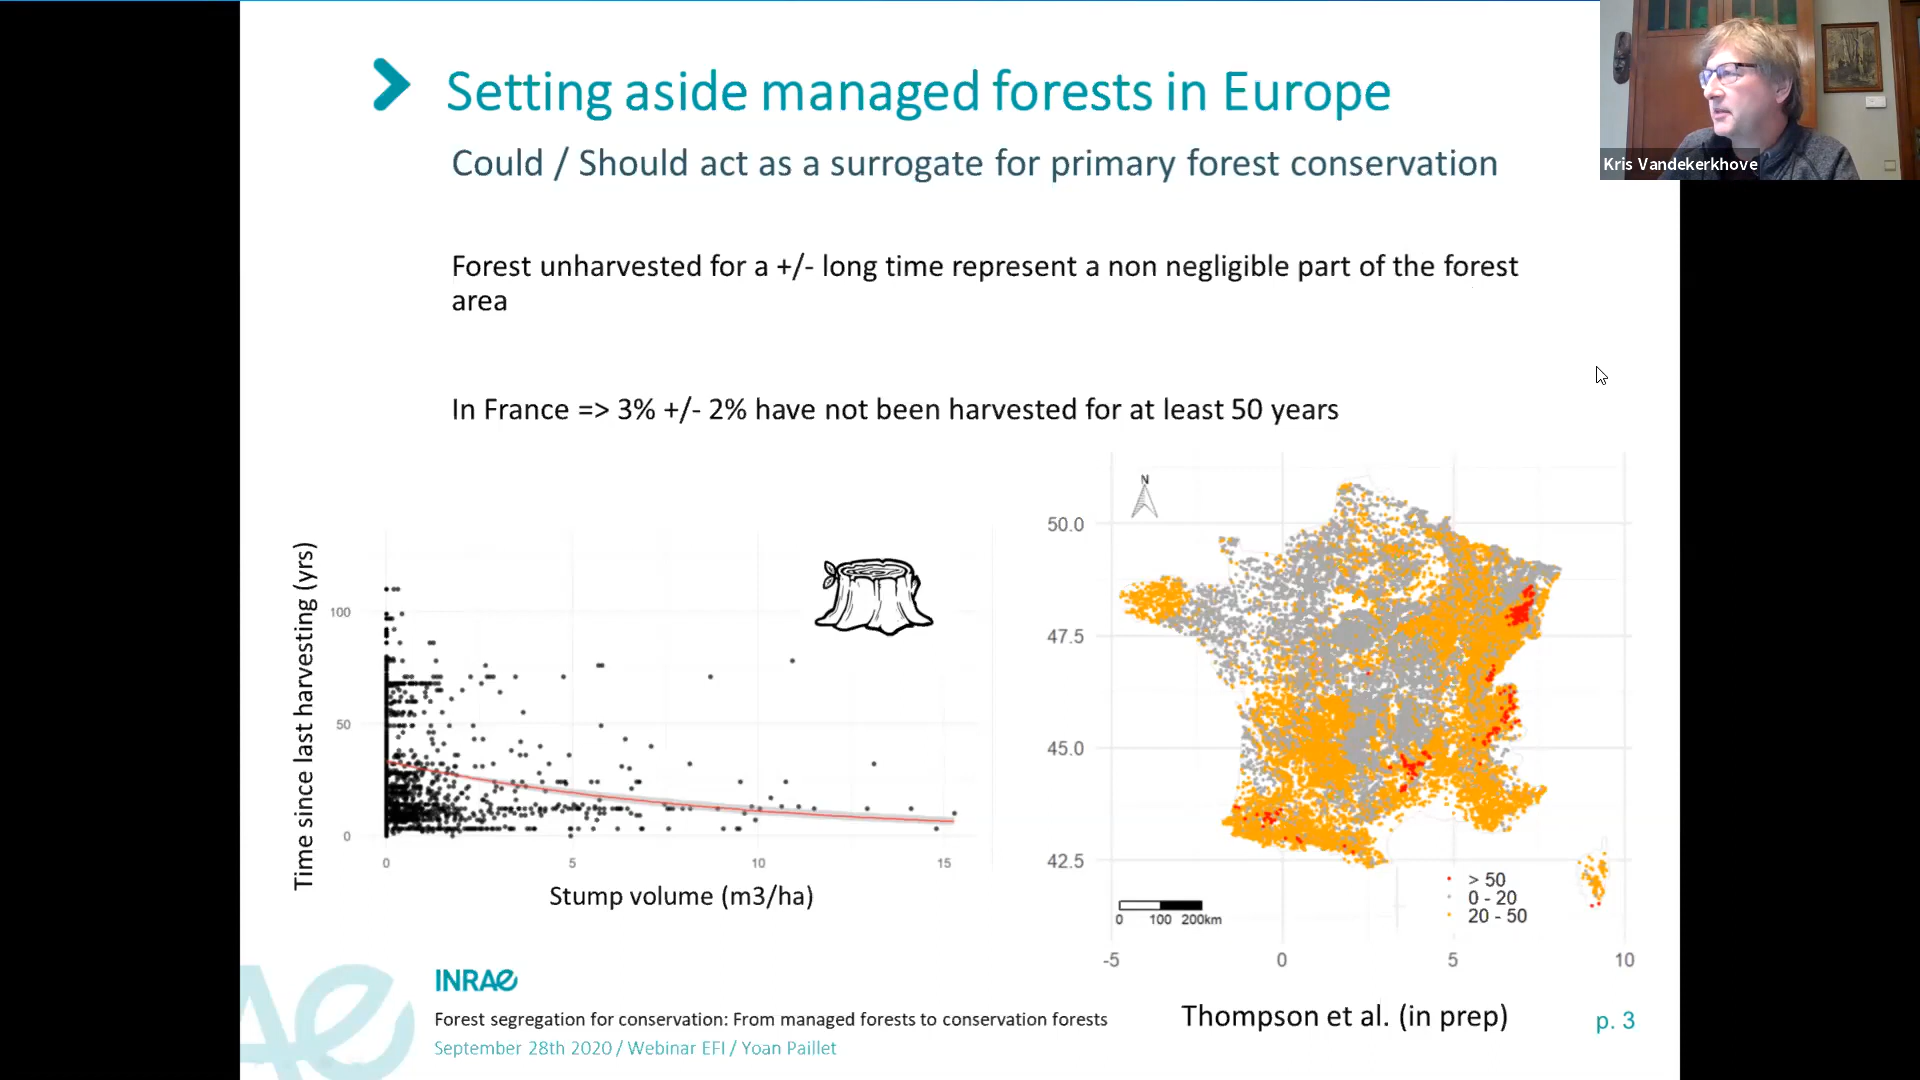 Setting aside managed forests in Europe
Could / Should act as a surrogate for primary forest conservation
Kris Vandekerkhove
Forest unharvested for a +/- long time represent a non negligible part of the forest
area
In France => 3% +/- 2% have not been harvested for at least 50 years
Time since last harvesting (yrs)
100
50
0
0 5 10 15
Stump volume (m3/ha)
N
50.0
47.5
45.0
42.5
> 50
0 - 20
20 - 50
0 100 200km
-5 0 5 10
Thompson et al. (in prep)
INRAE
Forest segregation for conservation: From managed forests to conservation forests
September 28th 2020 / Webinar EFI / Yoan Paillet
p. 3